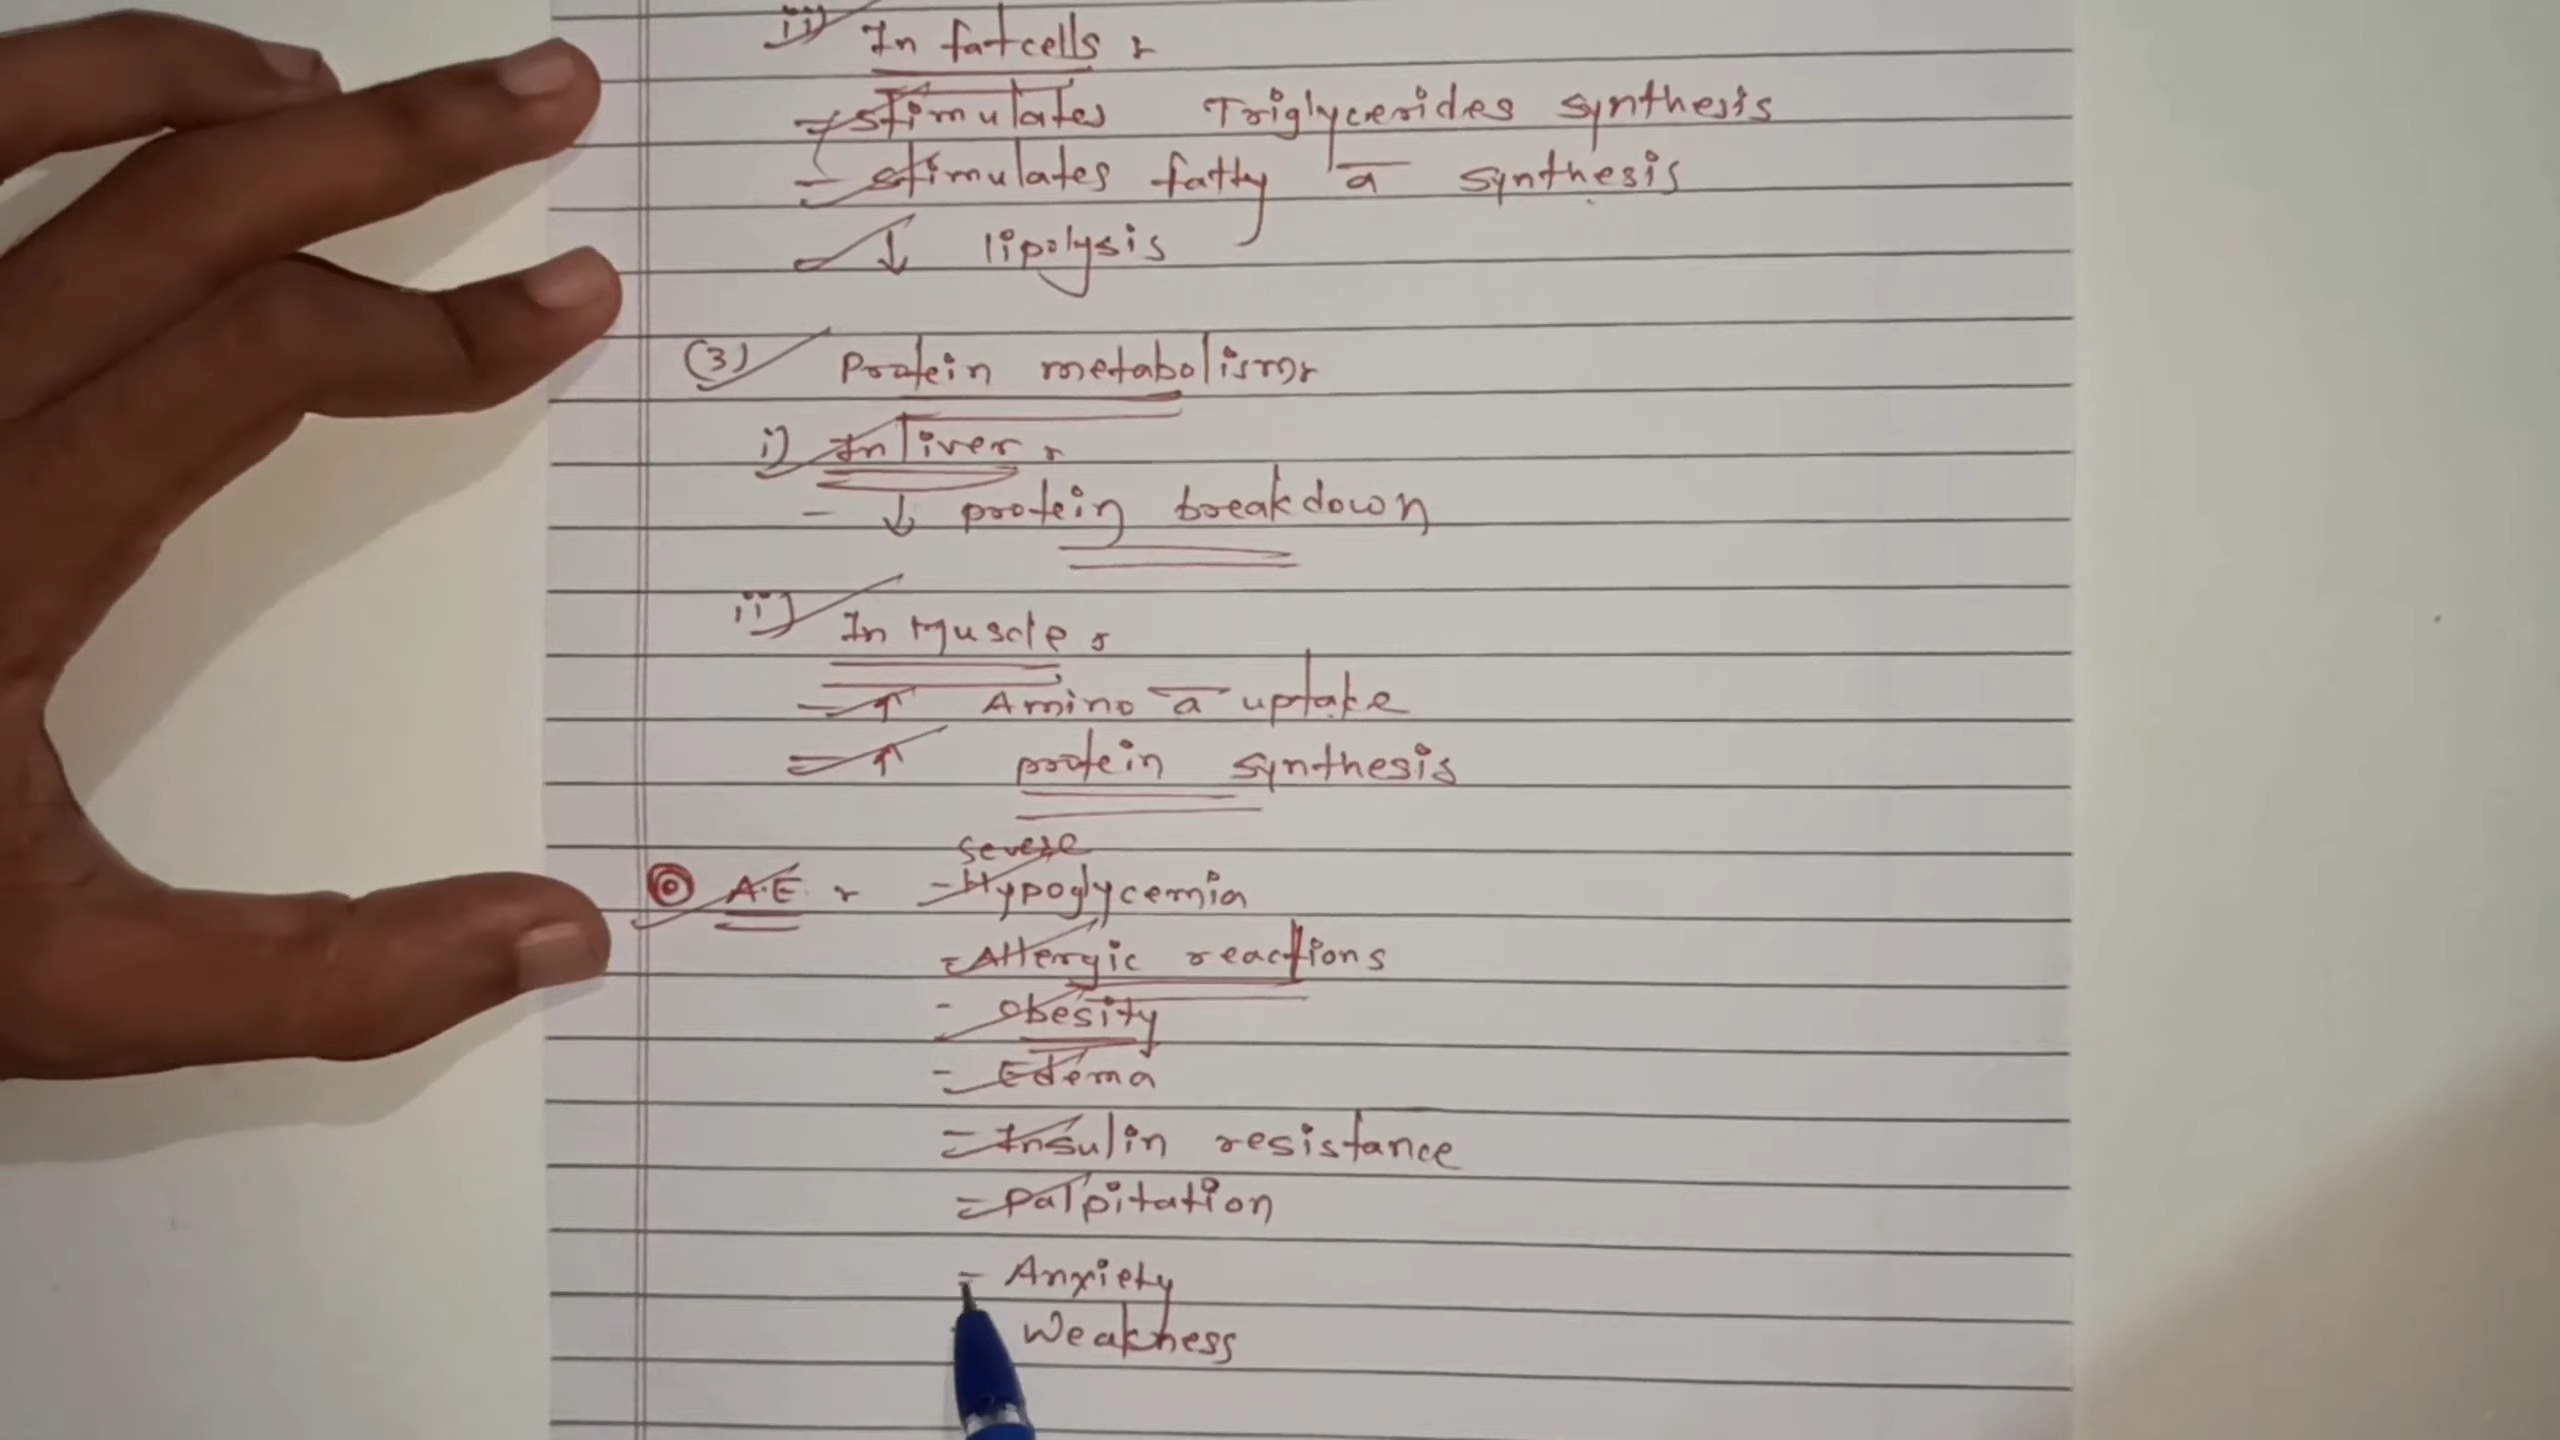 ii) In fatcells :
- stimulates Triglycerides synthesis
- stimulates fatty a synthesis
- ↓ lipolysis
(3) Protein metabolism:
i) In liver :
- ↓ protein breakdown
ii) In Muscle :
- ↑ Amino a uptake
- ↑ protein synthesis
severe
A.E : - Hypoglycemia
- Allergic reactions
- obesity
- Edema
- Insulin resistance
- palpitation
- Anxiety
Weakness